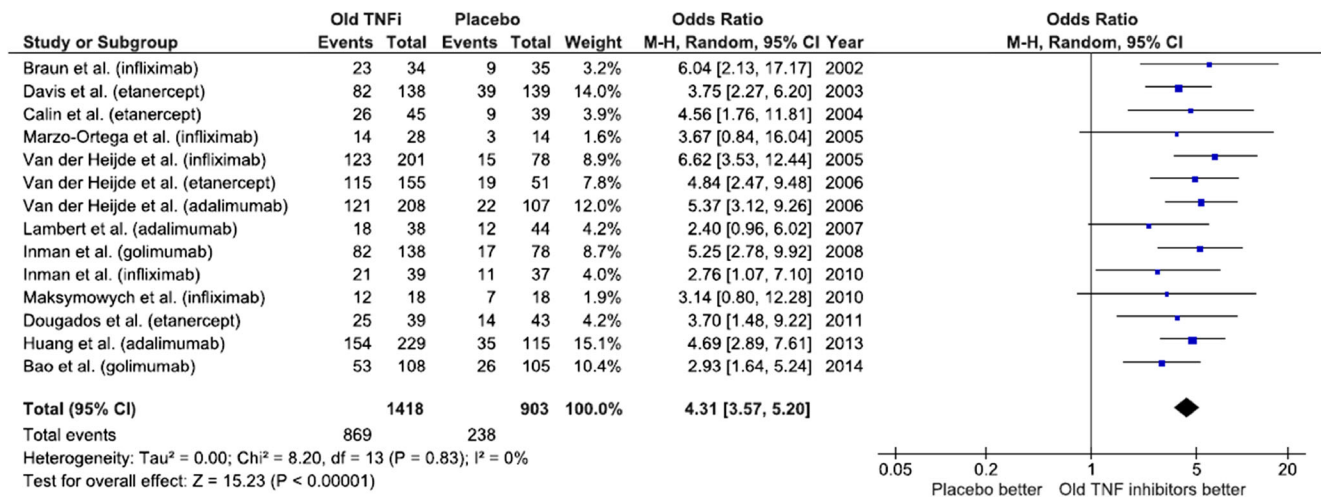 Old TNFi Placebo Odds Ratio Odds Ratio
Study or Subgroup Events Total Events Total Weight M-H, Random, 95% CI Year M-H, Random, 95% CI
Braun et al. (infliximab) 23 34 9 35 3.2% 6.04 [2.13, 17.17] 2002
Davis et al. (etanercept) 82 138 39 139 14.0% 3.75 [2.27, 6.20] 2003
Calin et al. (etanercept) 26 45 9 39 3.9% 4.56 [1.76, 11.81] 2004
Marzo-Ortega et al. (infliximab) 14 28 3 14 1.6% 3.67 [0.84, 16.04] 2005
Van der Heijde et al. (infliximab) 123 201 15 78 8.9% 6.62 [3.53, 12.44] 2005
Van der Heijde et al. (etanercept) 115 155 19 51 7.8% 4.84 [2.47, 9.48] 2006
Van der Heijde et al. (adalimumab) 121 208 22 107 12.0% 5.37 [3.12, 9.26] 2006
Lambert et al. (adalimumab) 18 38 12 44 4.2% 2.40 [0.96, 6.02] 2007
Inman et al. (golimumab) 82 138 17 78 8.7% 5.25 [2.78, 9.92] 2008
Inman et al. (infliximab) 21 39 11 37 4.0% 2.76 [1.07, 7.10] 2010
Maksymowych et al. (infliximab) 12 18 7 18 1.9% 3.14 [0.80, 12.28] 2010
Dougados et al. (etanercept) 25 39 14 43 4.2% 3.70 [1.48, 9.22] 2011
Huang et al. (adalimumab) 154 229 35 115 15.1% 4.69 [2.89, 7.61] 2013
Bao et al. (golimumab) 53 108 26 105 10.4% 2.93 [1.64, 5.24] 2014
Total (95% CI) 1418 903 100.0% 4.31 [3.57, 5.20]
Total events 869 238
Heterogeneity: Tau² = 0.00; Chi² = 8.20, df = 13 (P = 0.83); I² = 0%
Test for overall effect: Z = 15.23 (P < 0.00001)
0.05 0.2 1 5 20
Placebo better Old TNF inhibitors better